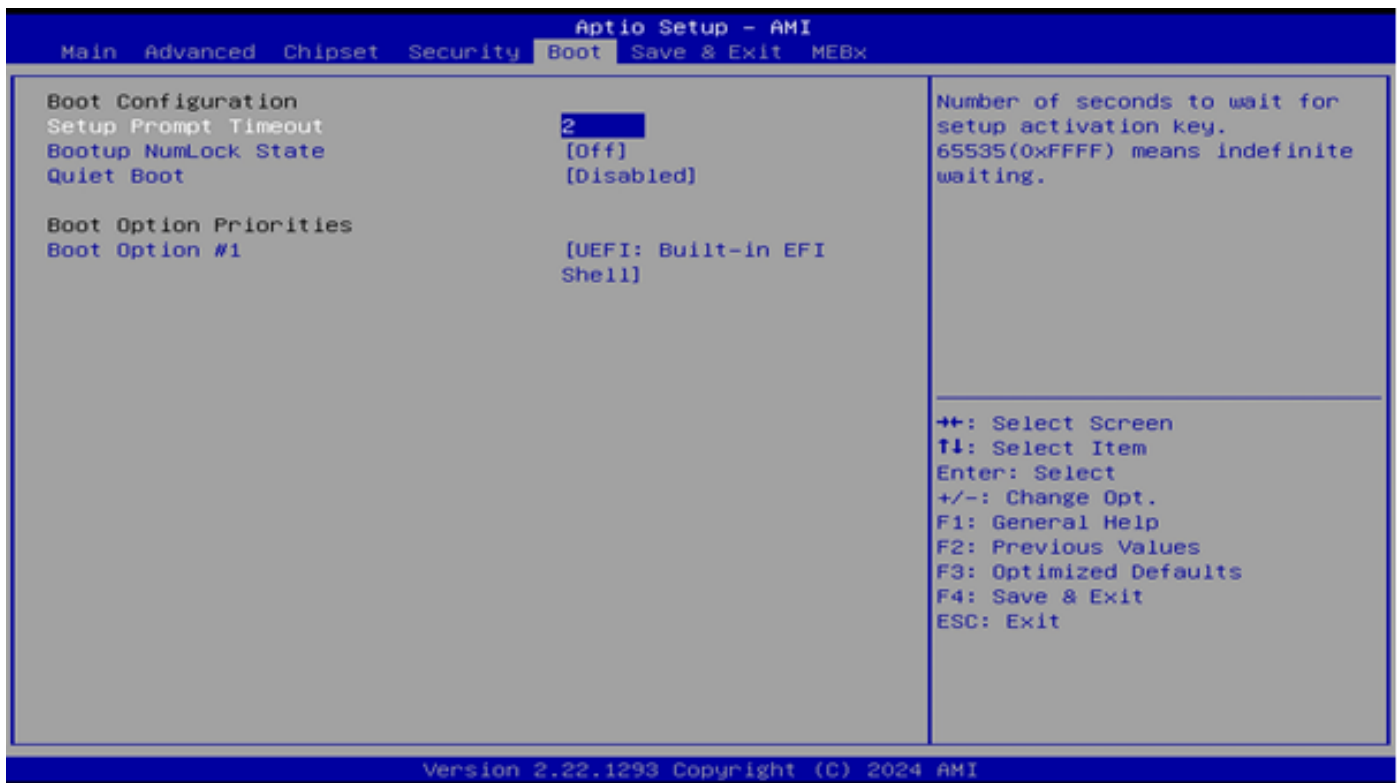 Aptio Setup – AMI
Main Advanced Chipset Security Boot Save & Exit MEBx
Boot Configuration
Setup Prompt Timeout 2
Bootup NumLock State [Off]
Quiet Boot [Disabled]
Boot Option Priorities
Boot Option #1 [UEFI: Built-in EFI
Shell]
Number of seconds to wait for
setup activation key.
65535(0xFFFF) means indefinite
waiting.
→←: Select Screen
↑↓: Select Item
Enter: Select
+/-: Change Opt.
F1: General Help
F2: Previous Values
F3: Optimized Defaults
F4: Save & Exit
ESC: Exit
Version 2.22.1293 Copyright (C) 2024 AMI